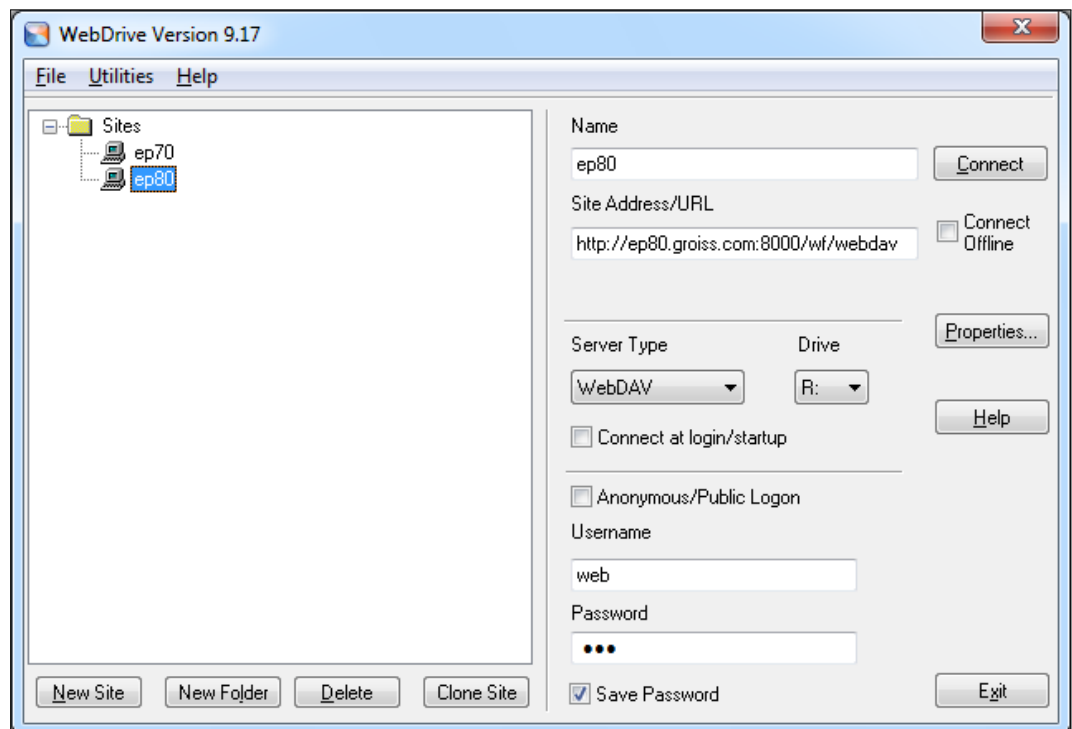 WebDrive Version 9.17
File Utilities Help
Sites
ep70
ep80
New Site New Folder Delete Clone Site
Name
ep80
Connect
Site Address/URL
http://ep80.groiss.com:8000/wf/webdav
Connect
Offline
Properties...
Server Type Drive
WebDAV R:
Help
Connect at login/startup
Anonymous/Public Logon
Username
web
Password
•••
Save Password
Exit